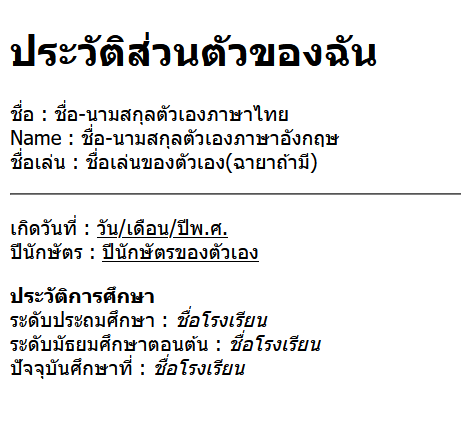 ประวัติส่วนตัวของฉัน
ชื่อ : ชื่อ-นามสกุลตัวเองภาษาไทย
Name : ชื่อ-นามสกุลตัวเองภาษาอังกฤษ
ชื่อเล่น : ชื่อเล่นของตัวเอง(ฉายาถ้ามี)
เกิดวันที่ : วัน/เดือน/ปีพ.ศ.
ปีนักษัตร : ปีนักษัตรของตัวเอง
ประวัติการศึกษา
ระดับประถมศึกษา : ชื่อโรงเรียน
ระดับมัธยมศึกษาตอนต้น : ชื่อโรงเรียน
ปัจจุบันศึกษาที่ : ชื่อโรงเรียน